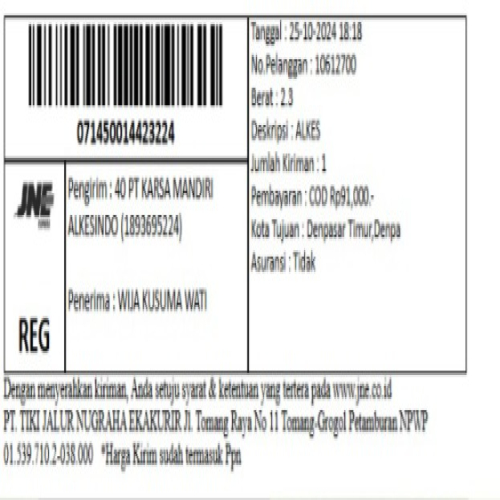 071450014423224
JNE
REG
Pengirim : 40 PT KARSA MANDIRI
ALKESINDO (1893695224)
Penerima : WIJA KUSUMA WATI
Tanggal : 25-10-2024 18:18
No.Pelanggan : 10612700
Berat : 2.3
Deskripsi : ALKES
Jumlah Kiriman : 1
Pembayaran : COD Rp91,000.-
Kota Tujuan : Denpasar Timur,Denpa
Asuransi : Tidak
Dengan menyerahkan kiriman, Anda setuju syarat & ketentuan yang tertera pada www.jne.co.id
PT. TIKI JALUR NUGRAHA EKAKURIR Jl. Tomang Raya No 11 Tomang-Grogol Petamburan NPWP
01.539.710.2-038.000 *Harga Kirim sudah termasuk Ppn